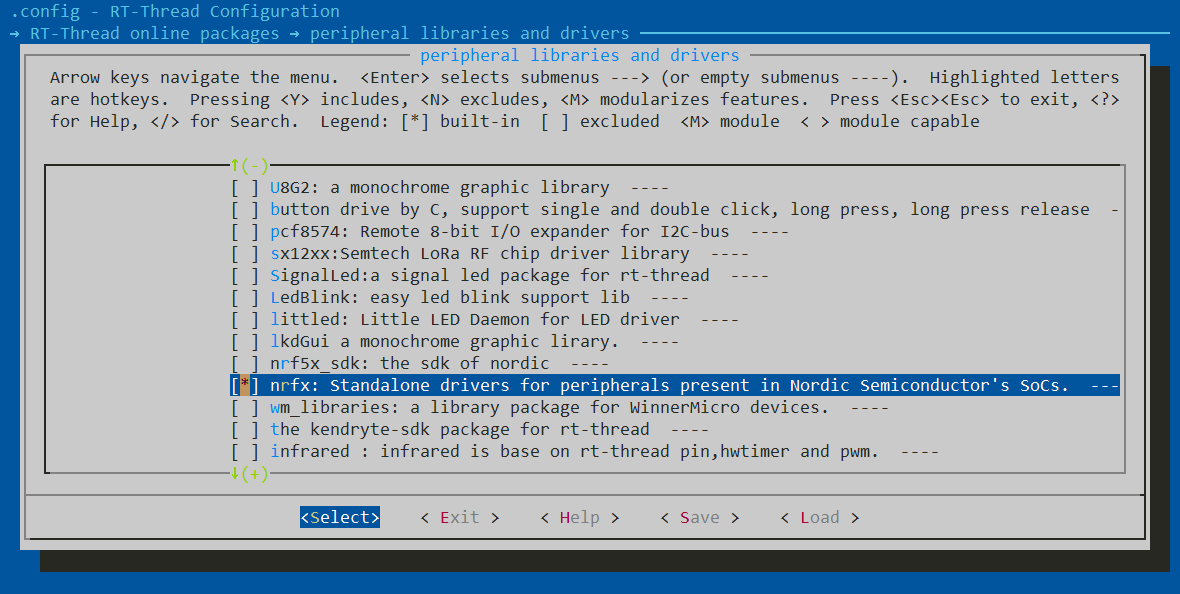 .config - RT-Thread Configuration
→ RT-Thread online packages → peripheral libraries and drivers
peripheral libraries and drivers
Arrow keys navigate the menu.  <Enter> selects submenus ---> (or empty submenus ----).  Highlighted letters
are hotkeys.  Pressing <Y> includes, <N> excludes, <M> modularizes features.  Press <Esc><Esc> to exit, <?>
for Help, </> for Search.  Legend: [*] built-in  [ ] excluded  <M> module  < > module capable
↑(-)
[ ] U8G2: a monochrome graphic library  ----
[ ] button drive by C, support single and double click, long press, long press release  -
[ ] pcf8574: Remote 8-bit I/O expander for I2C-bus  ----
[ ] sx12xx:Semtech LoRa RF chip driver library  ----
[ ] SignalLed:a signal led package for rt-thread  ----
[ ] LedBlink: easy led blink support lib  ----
[ ] littled: Little LED Daemon for LED driver  ----
[ ] lkdGui a monochrome graphic lirary.  ----
[ ] nrf5x_sdk: the sdk of nordic  ----
[*] nrfx: Standalone drivers for peripherals present in Nordic Semiconductor's SoCs.  ---
[ ] wm_libraries: a library package for WinnerMicro devices.  ----
[ ] the kendryte-sdk package for rt-thread  ----
[ ] infrared : infrared is base on rt-thread pin,hwtimer and pwm.  ----
↓(+)
<Select>    < Exit >    < Help >    < Save >    < Load >